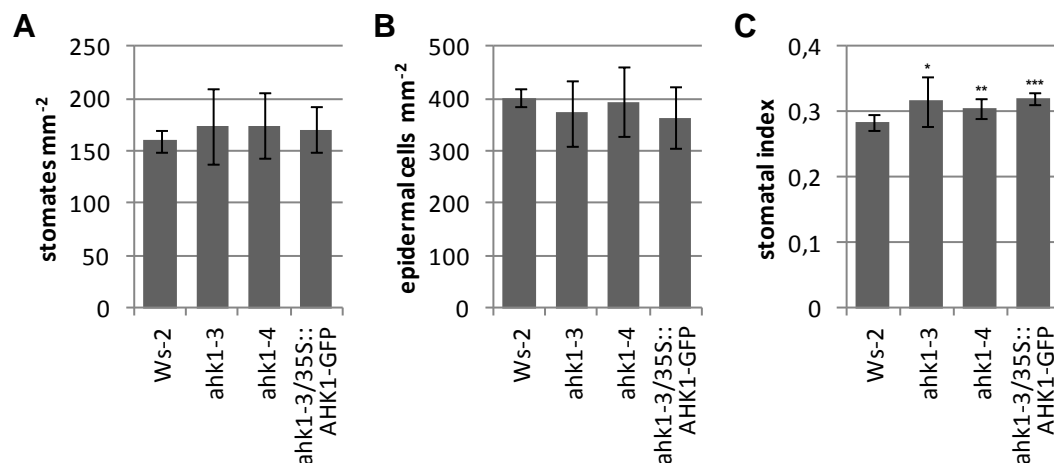 A
stomates mm-2
250
200
150
100
50
0
Ws-2
ahk1-3
ahk1-4
ahk1-3/35S::
AHK1-GFP
B
epidermal cells mm-2
500
400
300
200
100
0
Ws-2
ahk1-3
ahk1-4
ahk1-3/35S::
AHK1-GFP
C
stomatal index
0,4
0,3
0,2
0,1
0
*
**
***
Ws-2
ahk1-3
ahk1-4
ahk1-3/35S::
AHK1-GFP